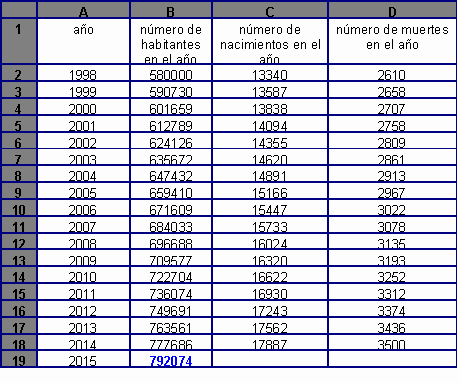 A B C D
1 año número de número de número de muertes
habitantes nacimientos en el en el año
en el año año
2 1998 580000 13340 2610
3 1999 590730 13587 2658
4 2000 601659 13838 2707
5 2001 612789 14094 2758
6 2002 624126 14355 2809
7 2003 635672 14620 2861
8 2004 647432 14891 2913
9 2005 659410 15166 2967
10 2006 671609 15447 3022
11 2007 684033 15733 3078
12 2008 696688 16024 3135
13 2009 709577 16320 3193
14 2010 722704 16622 3252
15 2011 736074 16930 3312
16 2012 749691 17243 3374
17 2013 763561 17562 3436
18 2014 777686 17887 3500
19 2015 792074